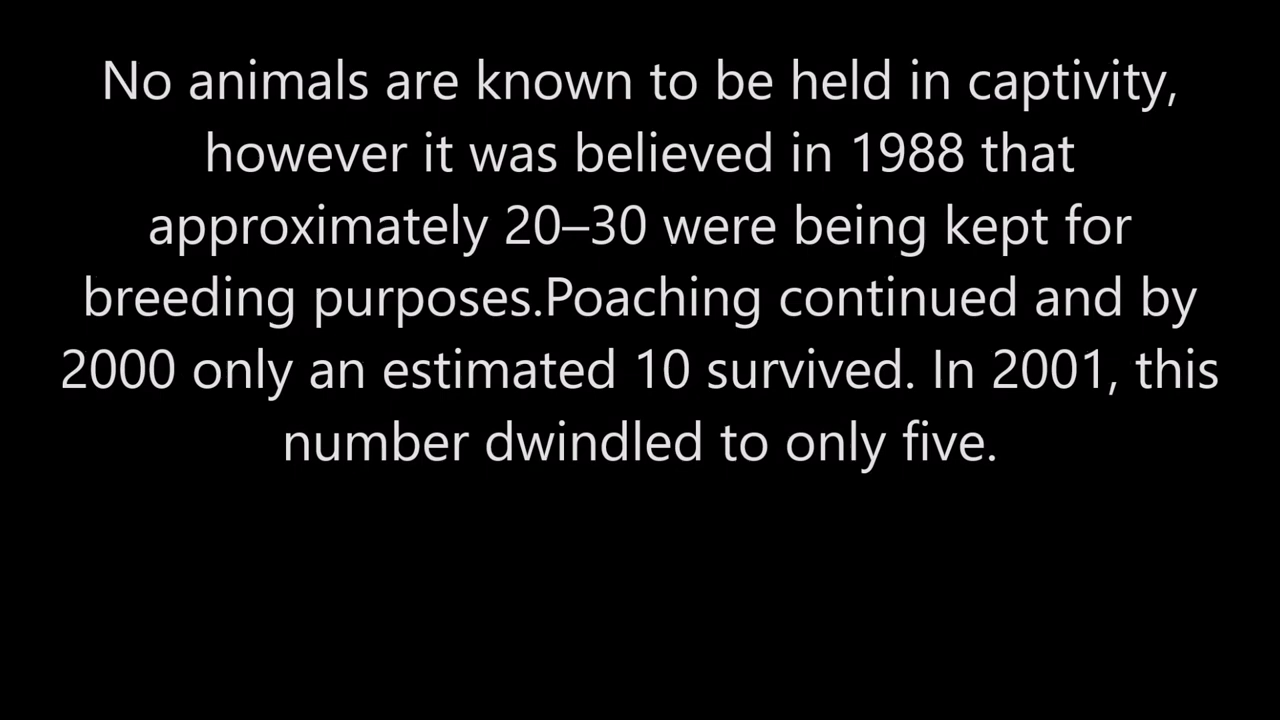 No animals are known to be held in captivity,
however it was believed in 1988 that
approximately 20–30 were being kept for
breeding purposes.Poaching continued and by
2000 only an estimated 10 survived. In 2001, this
number dwindled to only five.